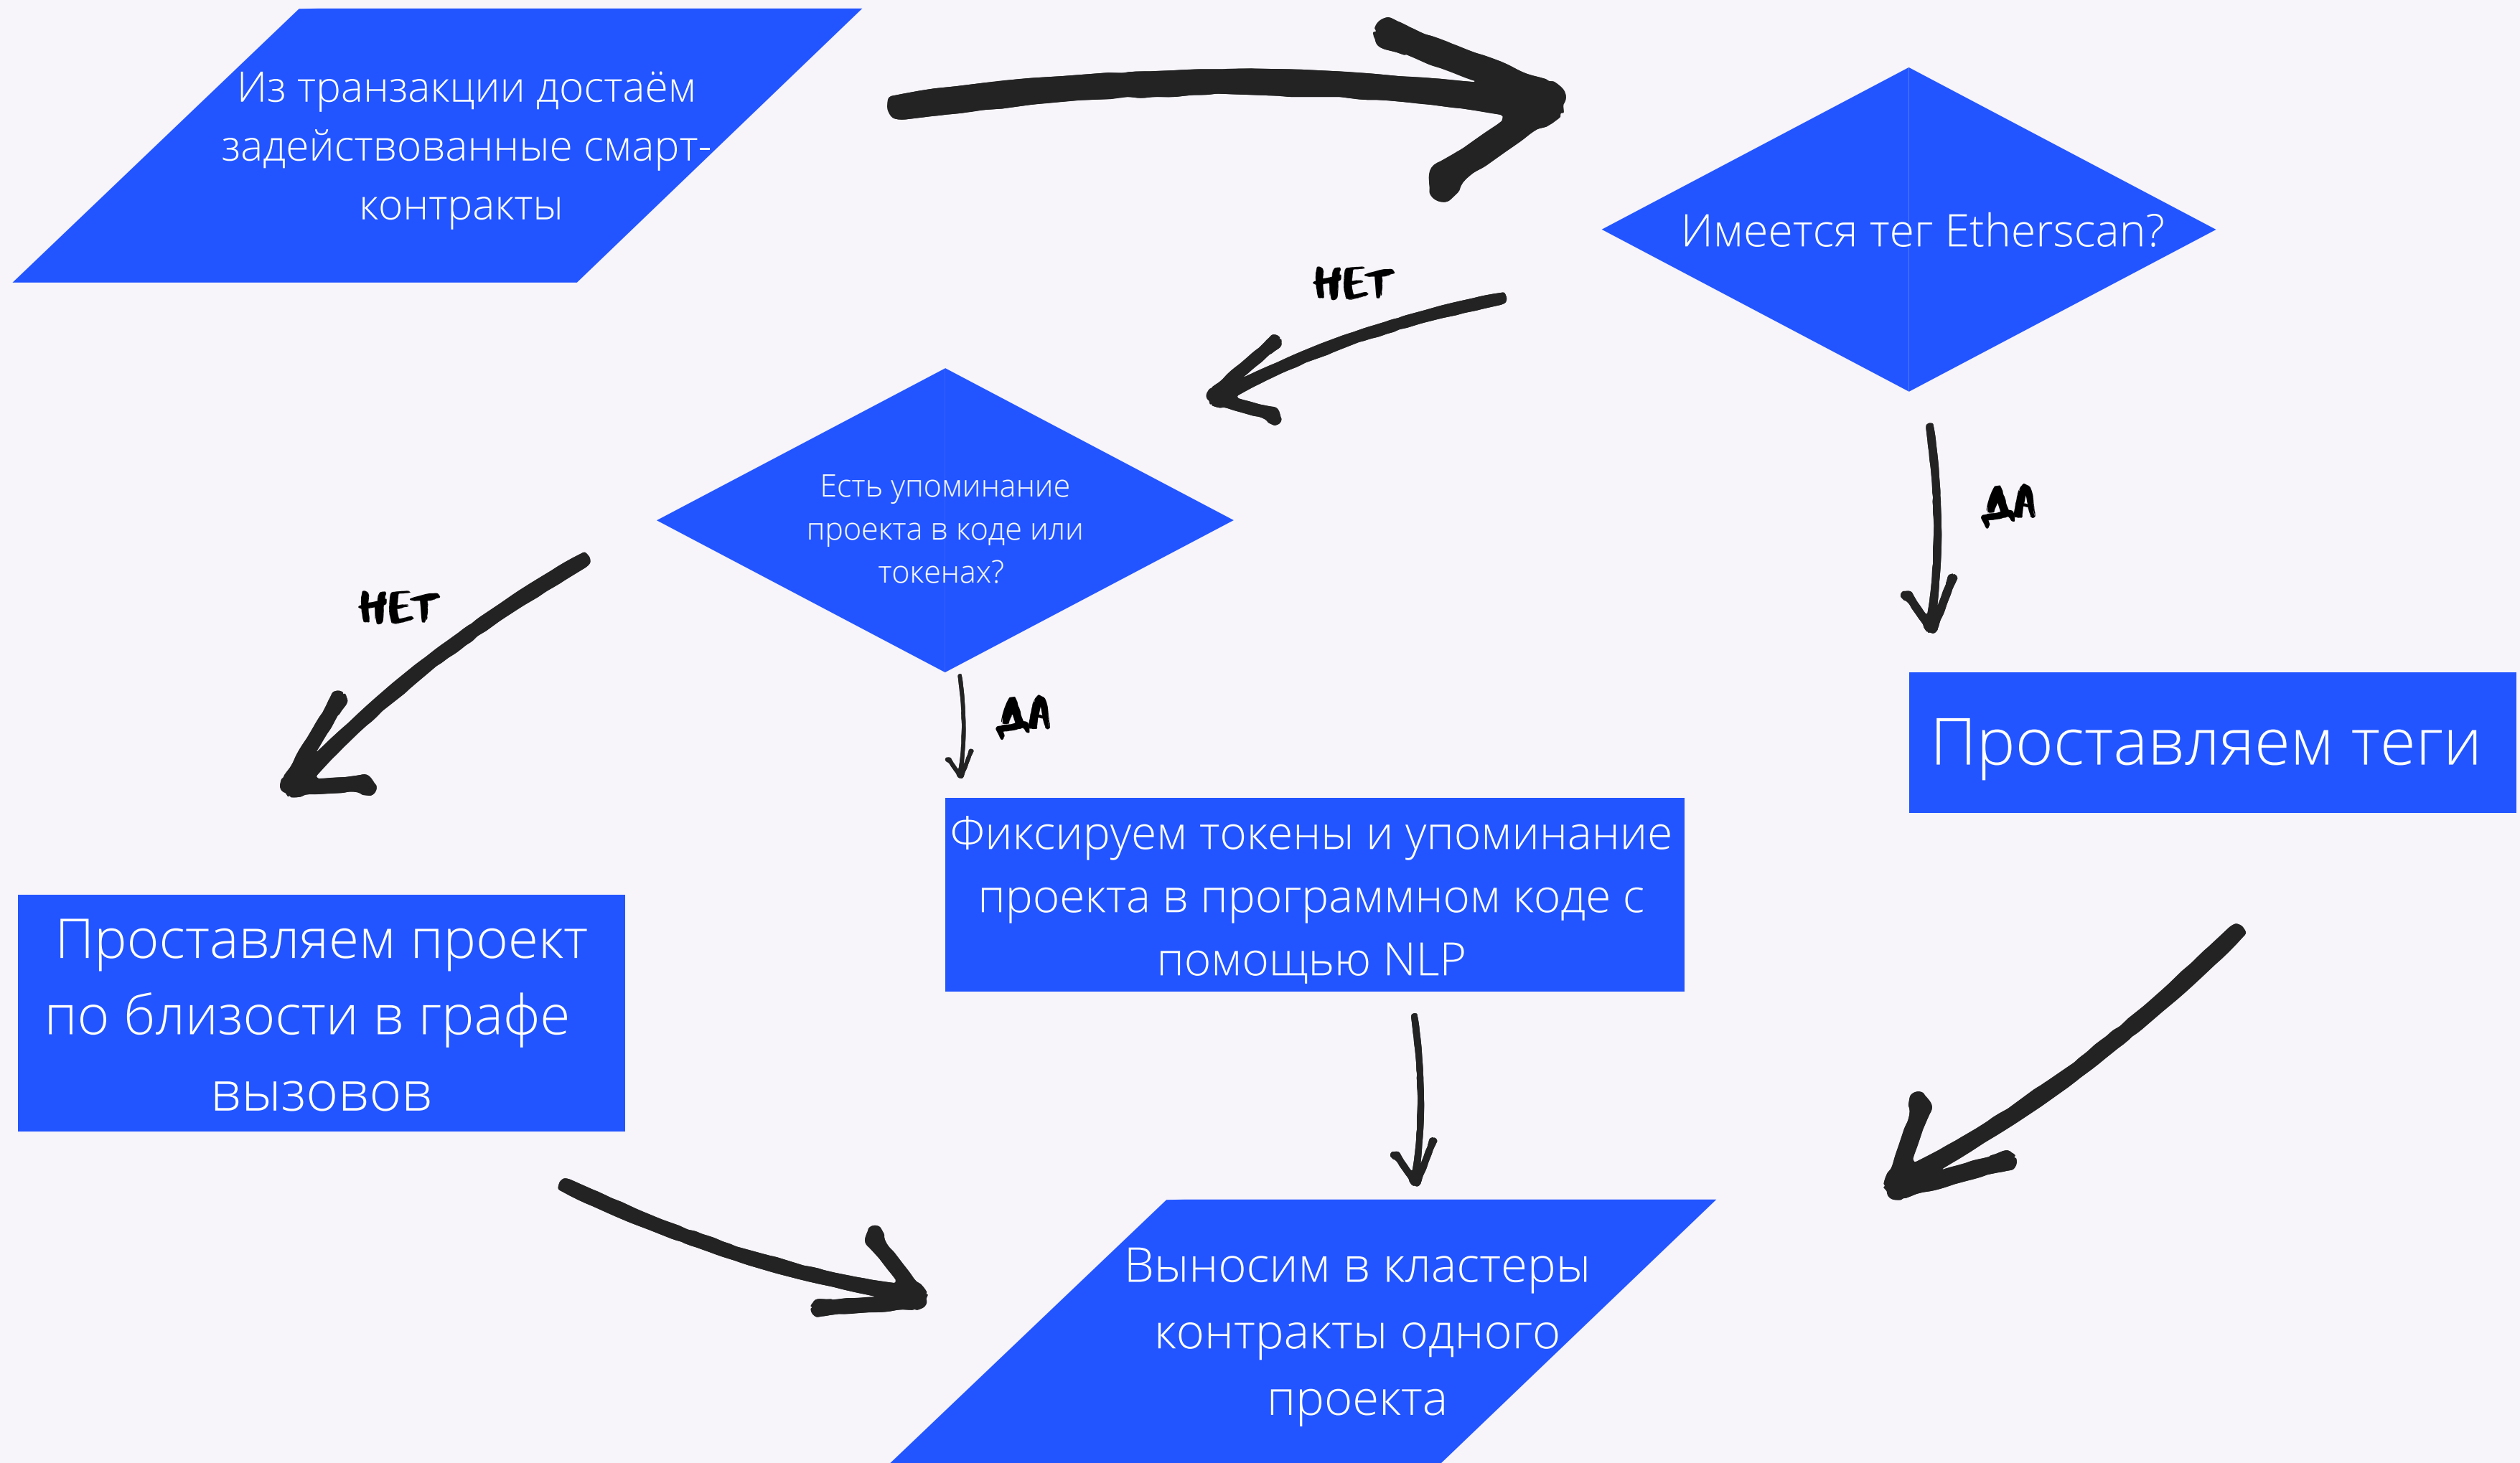 Из транзакции достаём
задействованные смарт-
контракты
Имеется тег Etherscan?
НЕТ
ДА
Есть упоминание
проекта в коде или
токенах?
НЕТ
ДА
Проставляем теги
Фиксируем токены и упоминание
проекта в программном коде с
помощью NLP
Проставляем проект
по близости в графе
вызовов
Выносим в кластеры
контракты одного
проекта